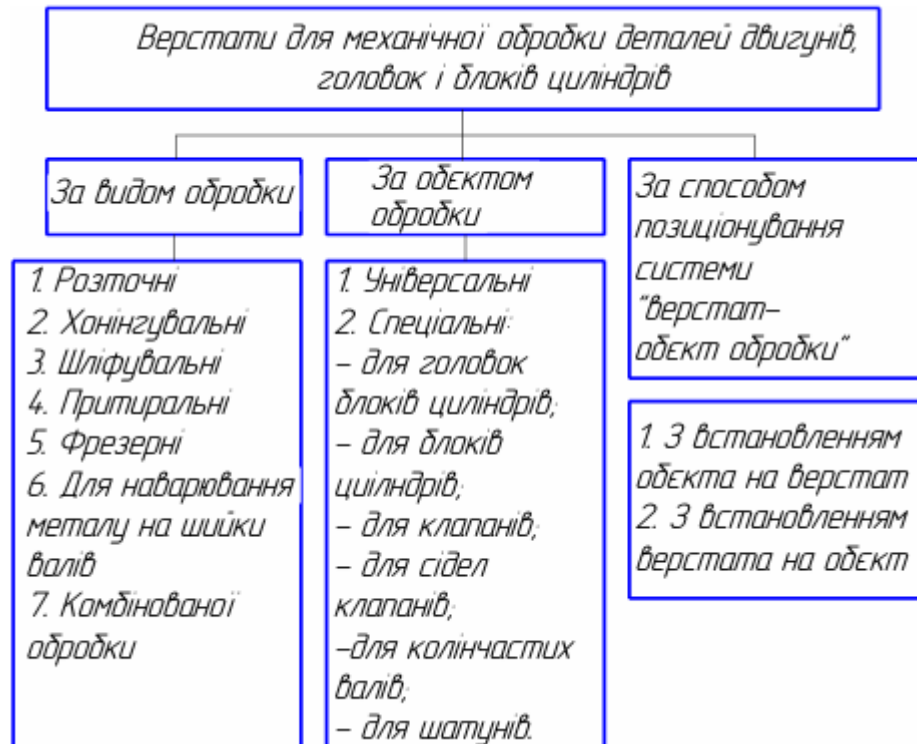 Верстати для механічної обробки деталей двигунів,
головок і блоків циліндрів
За видом обробки
1. Розточні
2. Хонінгувальні
3. Шліфувальні
4. Притиральні
5. Фрезерні
6. Для наварювання
металу на шийки
валів
7. Комбінованої
обробки
За обєктом
обробки
1. Універсальні
2. Спеціальні:
– для головок
блоків циліндрів;
– для блоків
циілндрів;
– для клапанів;
– для сідел
клапанів;
–для колінчастих
валів;
– для шатунів.
За способом
позиціонування
системи
"верстат–
обєкт обробки"
1. З встановленням
обєкта на верстат
2. З встановленням
верстата на обєкт